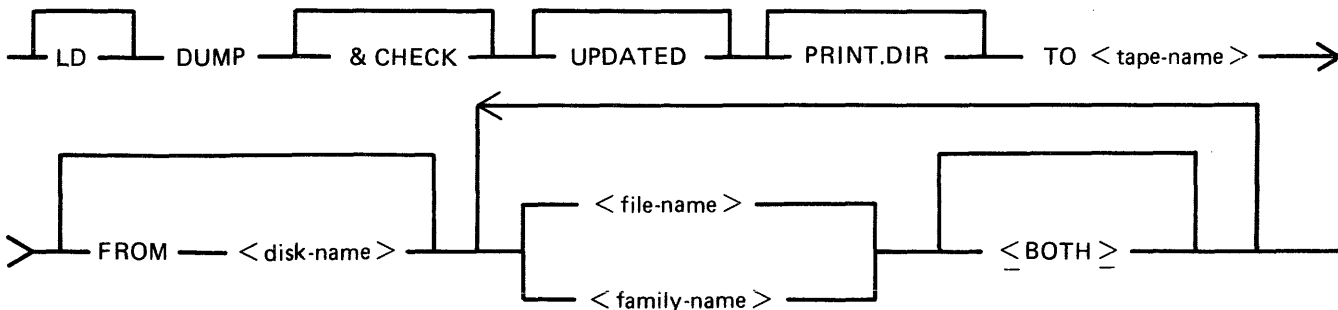 LD DUMP & CHECK UPDATED PRINT.DIR TO <tape-name>
<file-name>
FROM <disk-name> <BOTH>
<family-name>